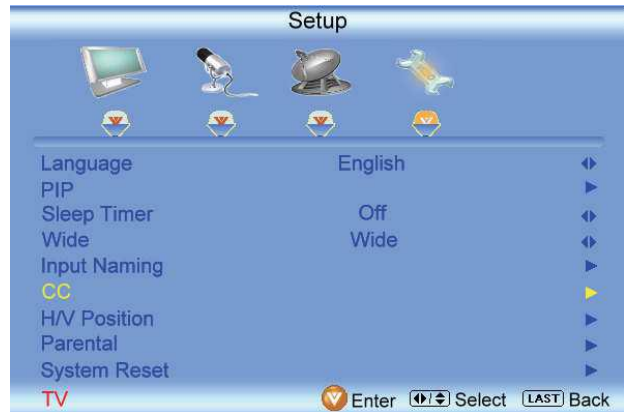 Setup
Language English
PIP
Sleep Timer Off
Wide Wide
Input Naming
CC
H/V Position
Parental
System Reset
TV Enter Select LAST Back